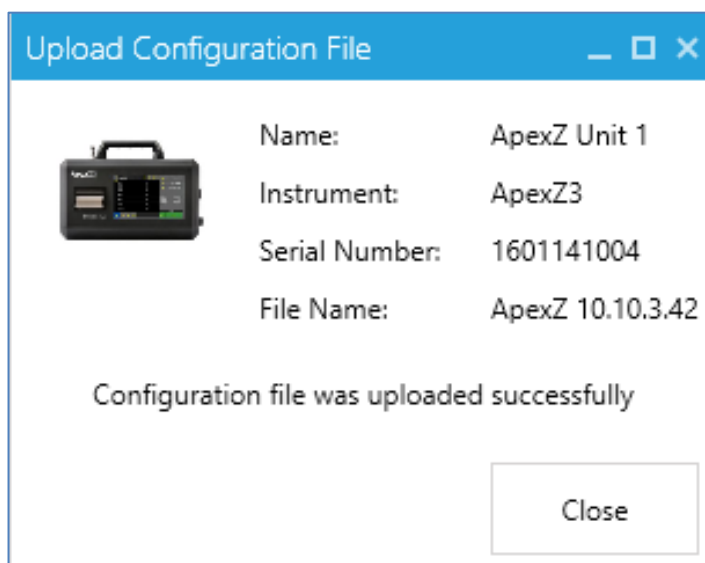 Upload Configuration File
Name: ApexZ Unit 1
Instrument: ApexZ3
Serial Number: 1601141004
File Name: ApexZ 10.10.3.42
Configuration file was uploaded successfully
Close